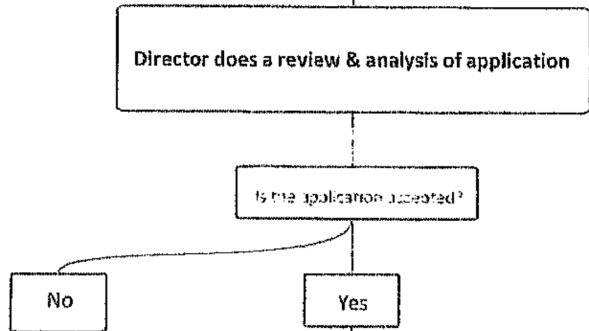 Director does a review & analysis of application
Is the application accepted?
No
Yes